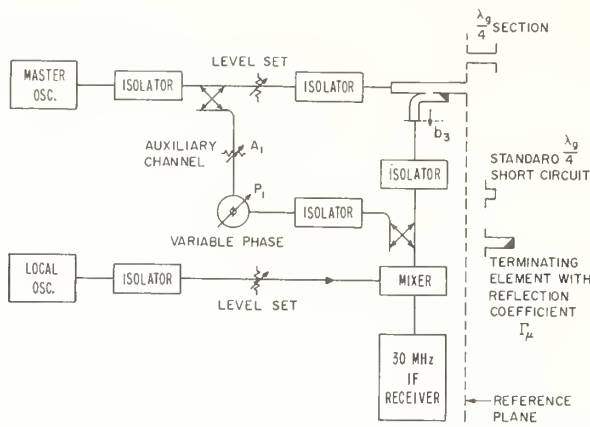 λg/4 SECTION
LEVEL SET
MASTER
OSC.
ISOLATOR
ISOLATOR
b3
AUXILIARY
CHANNEL
A1
STANDARO λg/4
SHORT CIRCUIT
ISOLATOR
P1
ϕ
ISOLATOR
VARIABLE PHASE
TERMINATING
ELEMENT WITH
REFLECTION
COEFFICIENT
Γμ
LOCAL
OSC.
ISOLATOR
MIXER
LEVEL SET
30 MHz
IF
RECEIVER
REFERENCE
PLANE